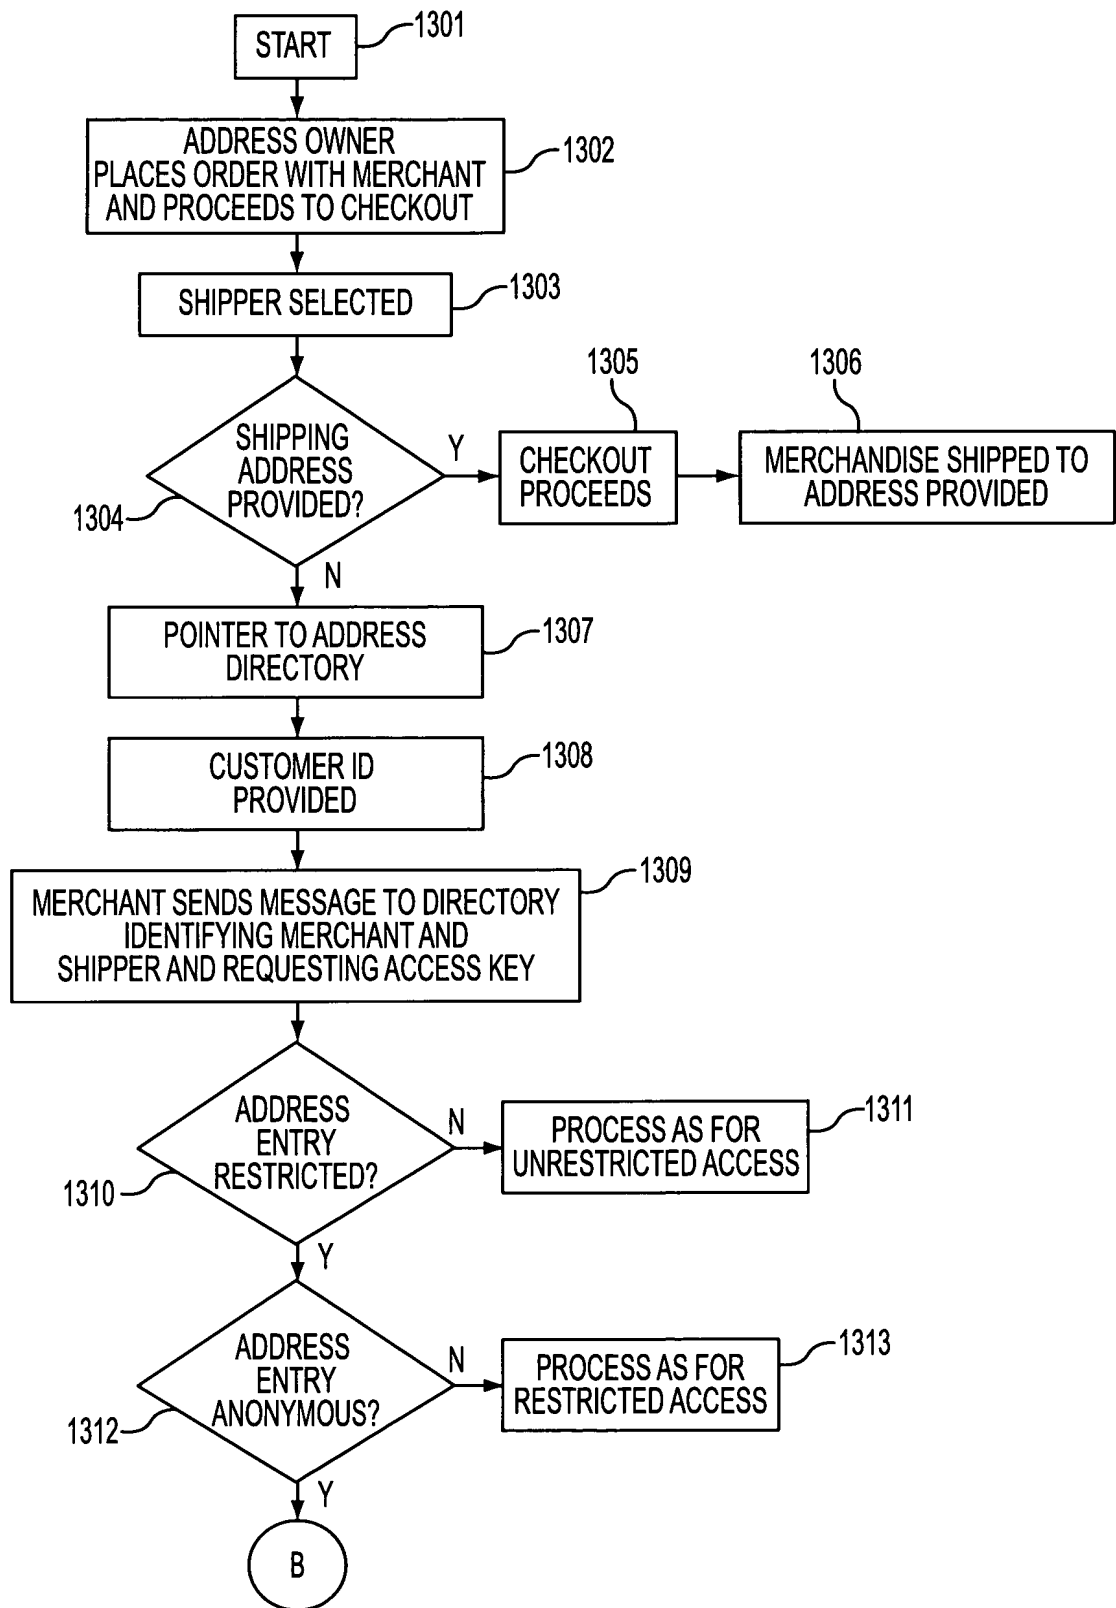 START
1301
ADDRESS OWNER
PLACES ORDER WITH MERCHANT
AND PROCEEDS TO CHECKOUT
1302
SHIPPER SELECTED
1303
SHIPPING
ADDRESS
PROVIDED?
1304
Y
CHECKOUT
PROCEEDS
1305
MERCHANDISE SHIPPED TO
ADDRESS PROVIDED
1306
N
POINTER TO ADDRESS
DIRECTORY
1307
CUSTOMER ID
PROVIDED
1308
MERCHANT SENDS MESSAGE TO DIRECTORY
IDENTIFYING MERCHANT AND
SHIPPER AND REQUESTING ACCESS KEY
1309
ADDRESS
ENTRY
RESTRICTED?
1310
N
PROCESS AS FOR
UNRESTRICTED ACCESS
1311
Y
ADDRESS
ENTRY
ANONYMOUS?
1312
N
PROCESS AS FOR
RESTRICTED ACCESS
1313
Y
B